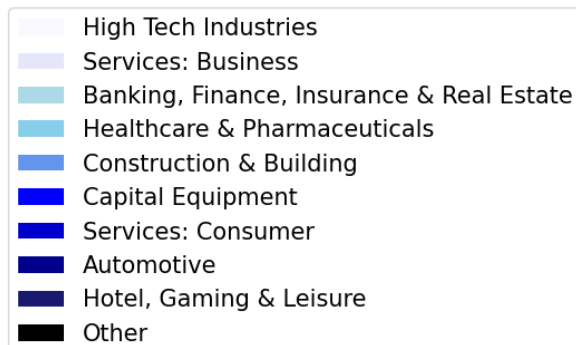 High Tech Industries
Services: Business
Banking, Finance, Insurance & Real Estate
Healthcare & Pharmaceuticals
Construction & Building
Capital Equipment
Services: Consumer
Automotive
Hotel, Gaming & Leisure
Other